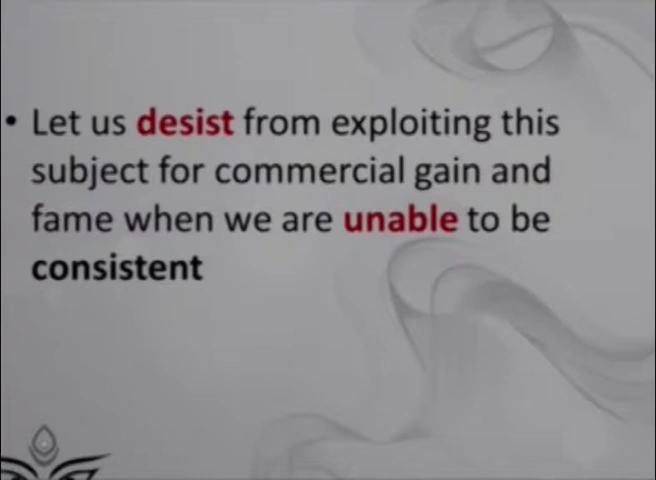 • Let us desist from exploiting this
subject for commercial gain and
fame when we are unable to be
consistent